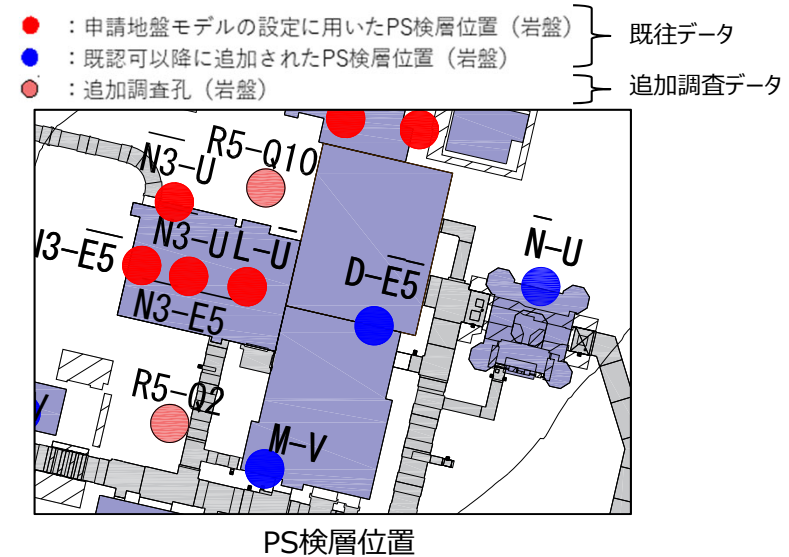 ：申請地盤モデルの設定に用いたPS検層位置（岩盤）
：既認可以降に追加されたPS検層位置（岩盤）
既往データ
：追加調査孔（岩盤）
追加調査データ
R5-Q10
N3-U
N-U
N3-U
L-U
N3-E5
D-E5
N3-E5
R5-Q2
M-V
PS検層位置